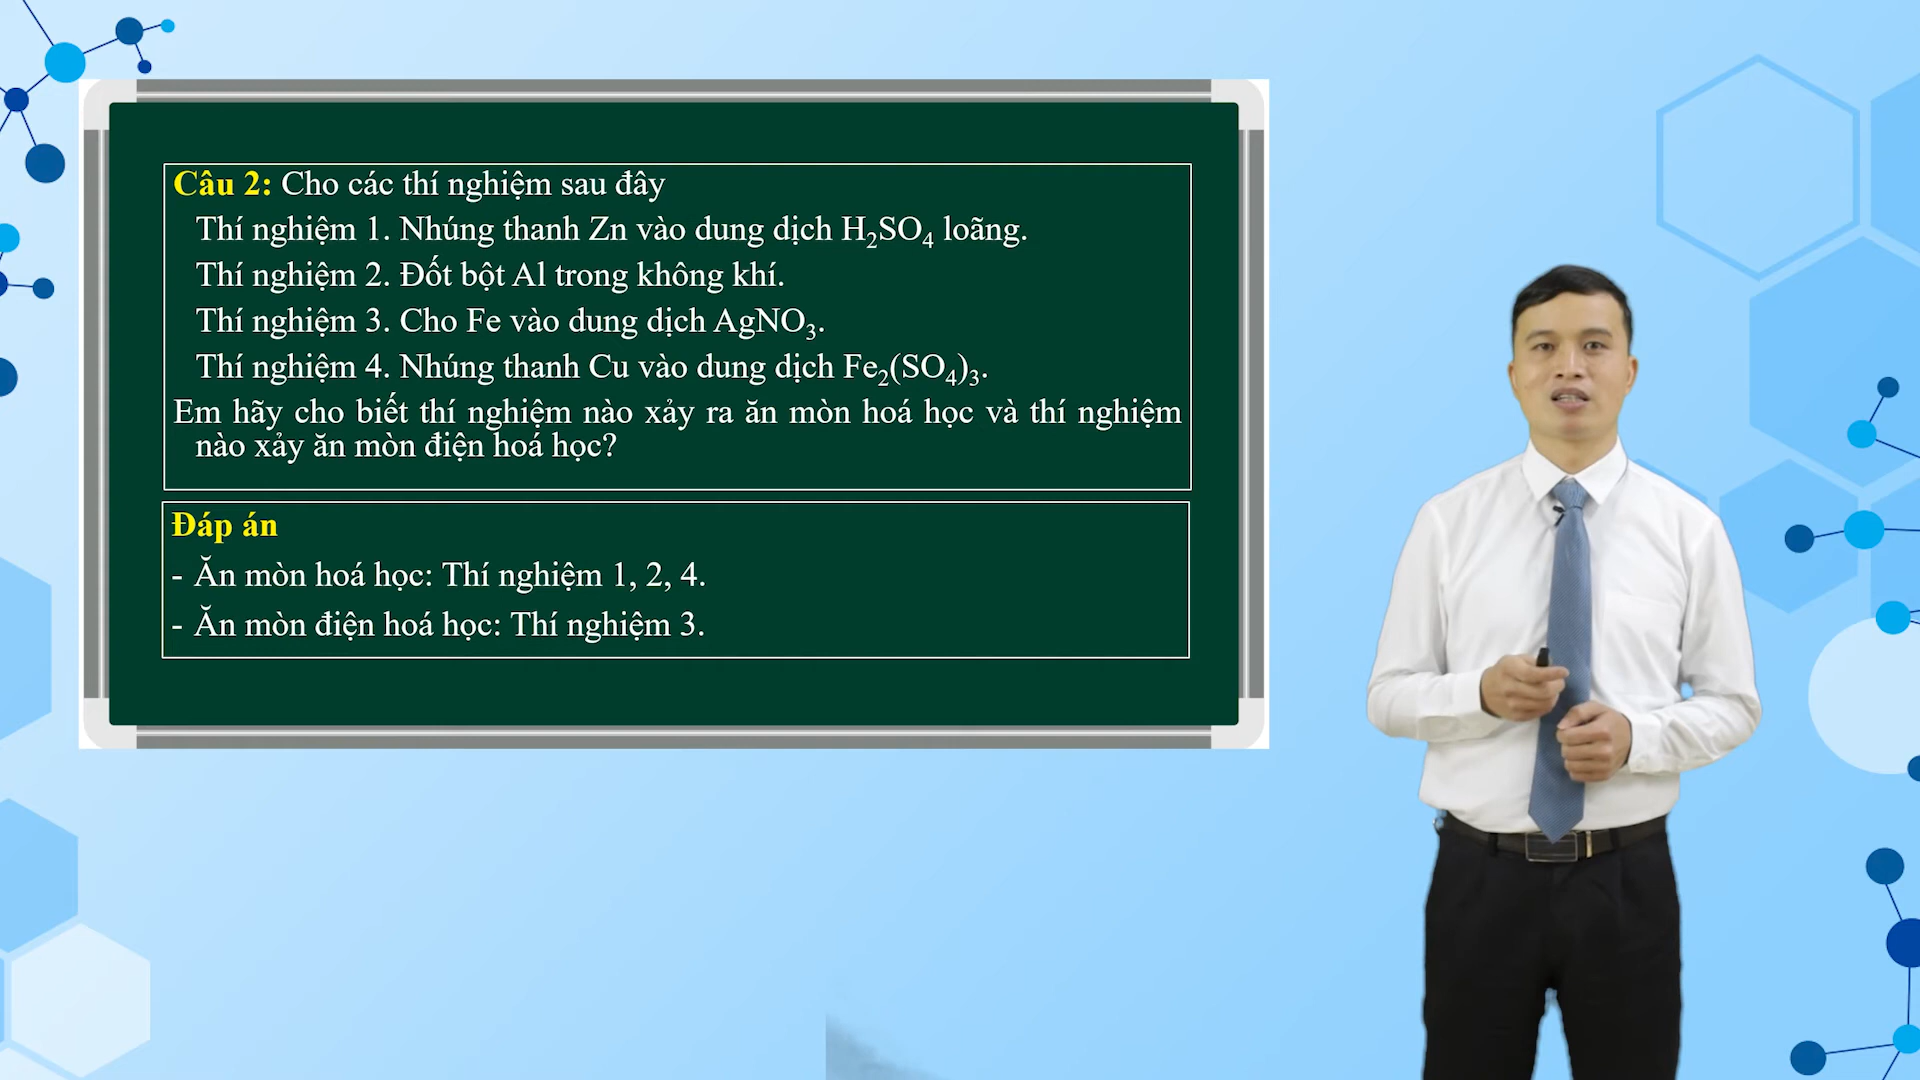 Câu 2: Cho các thí nghiệm sau đây
Thí nghiệm 1. Nhúng thanh Zn vào dung dịch H₂SO₄ loãng.
Thí nghiệm 2. Đốt bột Al trong không khí.
Thí nghiệm 3. Cho Fe vào dung dịch AgNO₃.
Thí nghiệm 4. Nhúng thanh Cu vào dung dịch Fe₂(SO₄)₃.
Em hãy cho biết thí nghiệm nào xảy ra ăn mòn hoá học và thí nghiệm
nào xảy ăn mòn điện hoá học?
Đáp án
- Ăn mòn hoá học: Thí nghiệm 1, 2, 4.
- Ăn mòn điện hoá học: Thí nghiệm 3.